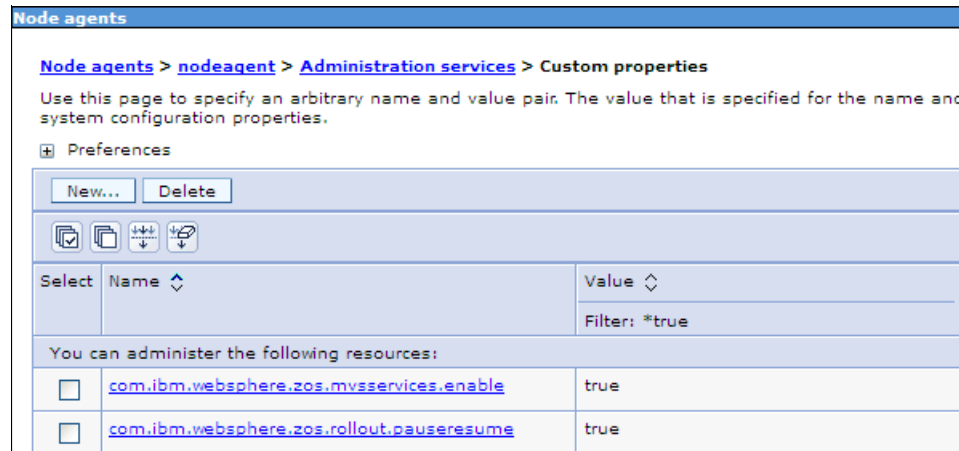 Node agents
Node agents > nodeagent > Administration services > Custom properties
Use this page to specify an arbitrary name and value pair. The value that is specified for the name and
system configuration properties.
Preferences
New... Delete
Select Name Value
Filter: *true
You can administer the following resources:
com.ibm.websphere.zos.mvsservices.enable true
com.ibm.websphere.zos.rollout.pauseresume true